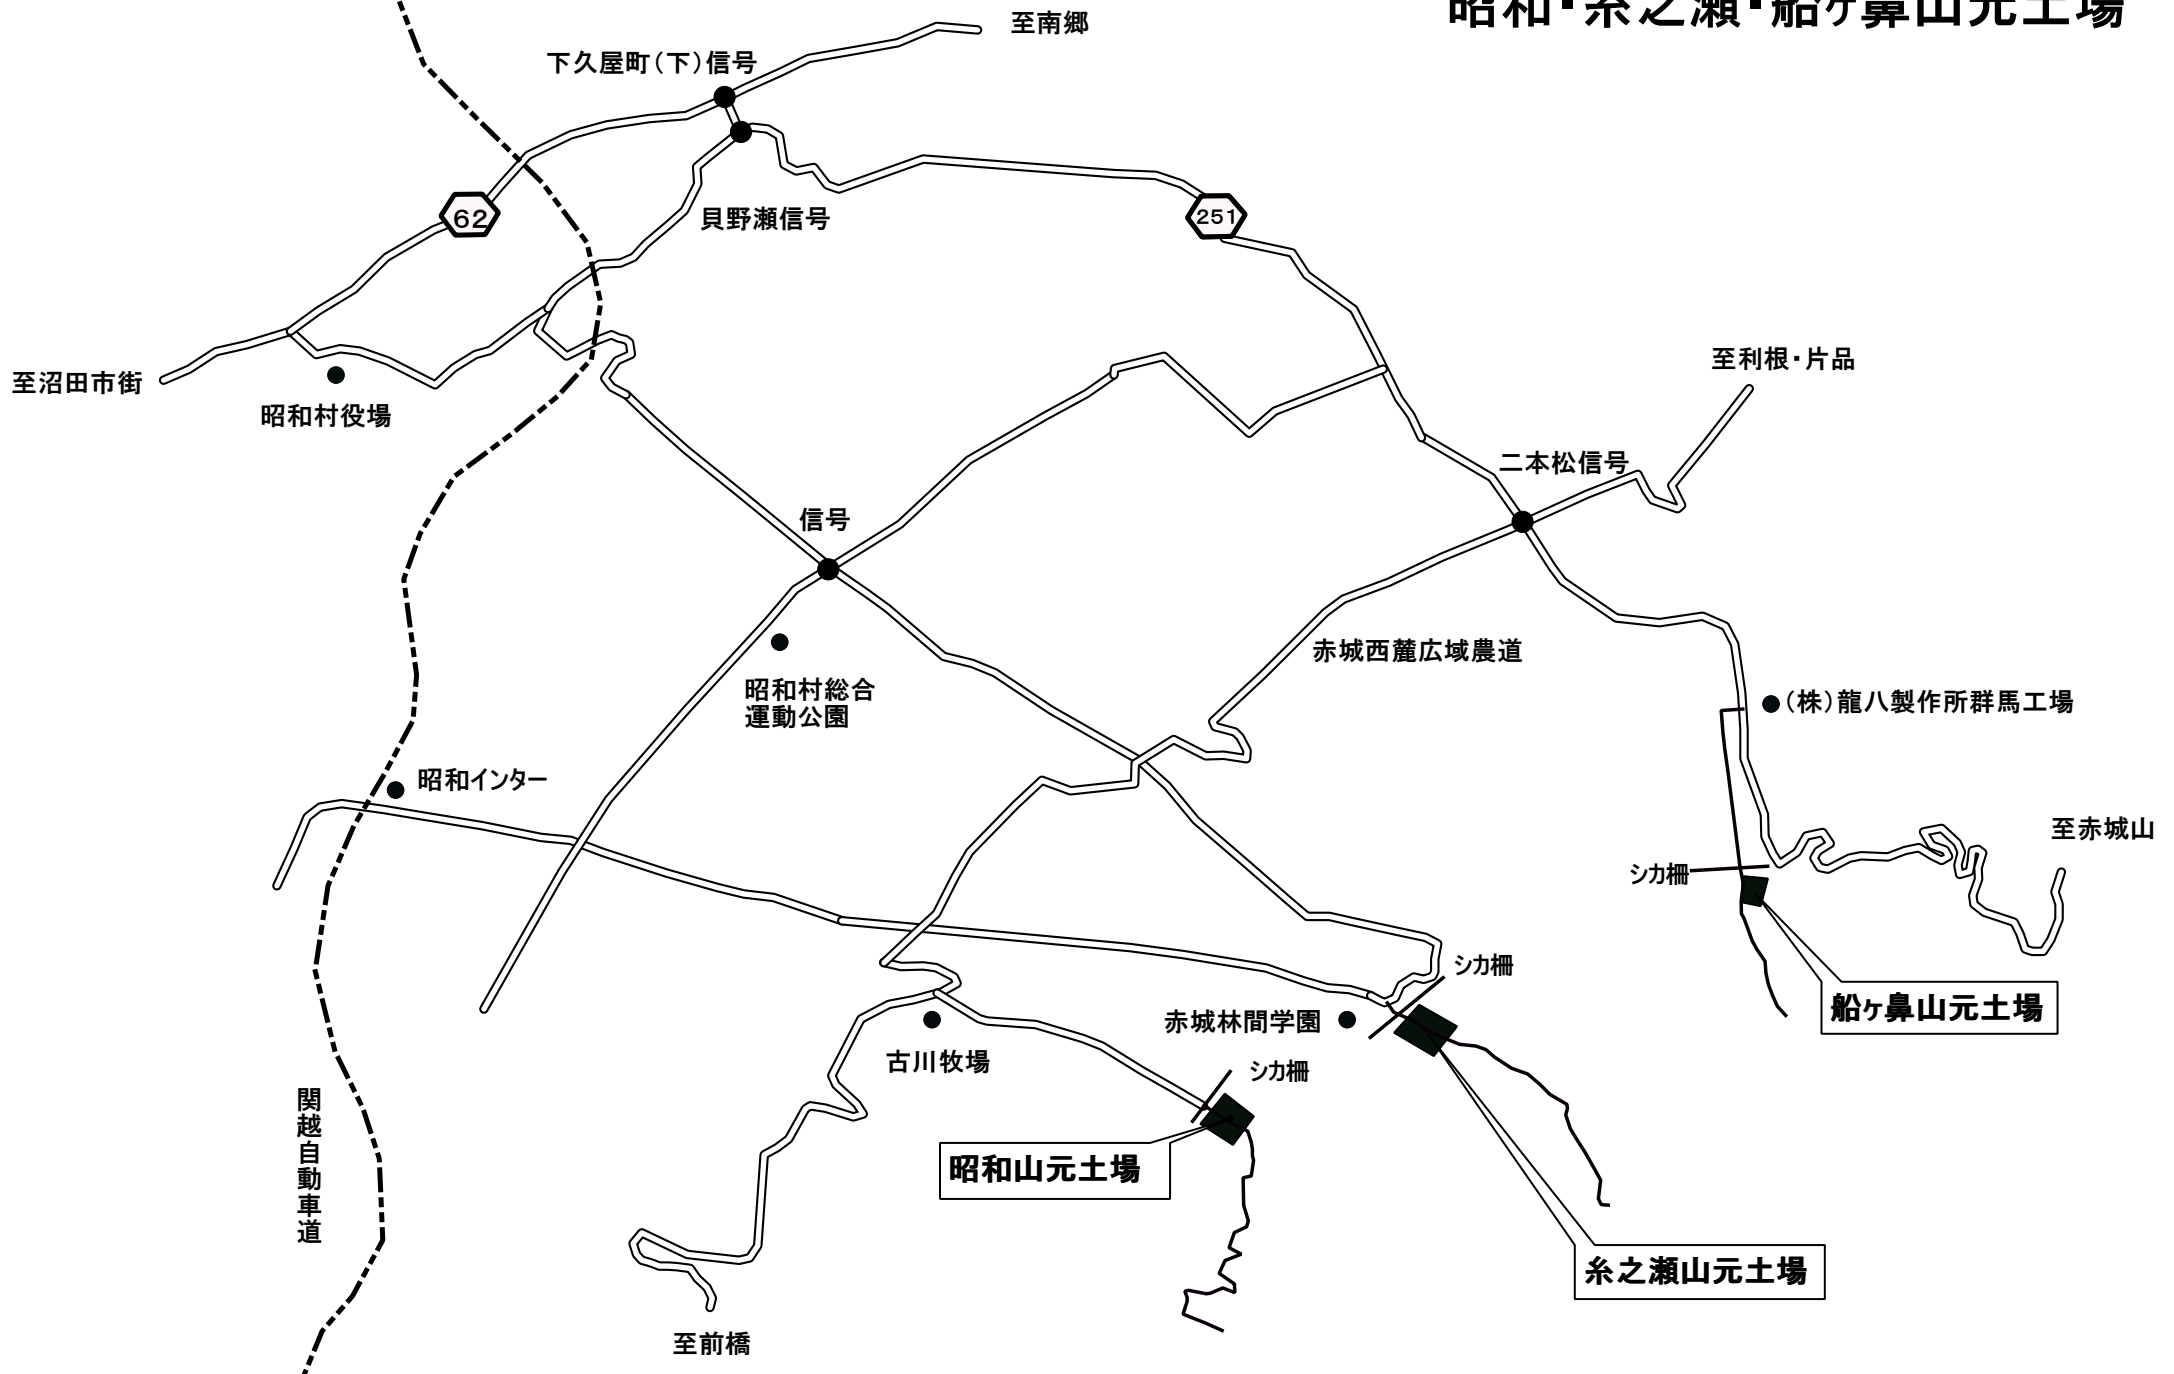 昭和・糸之瀬・船ヶ鼻山元土場
至南郷
下久屋町（下）信号
62
貝野瀬信号
251
至沼田市街
昭和村役場
至利根・片品
二本松信号
信号
赤城西麓広域農道
昭和村総合
運動公園
（株）龍八製作所群馬工場
昭和インター
至赤城山
シカ柵
シカ柵
船ヶ鼻山元土場
赤城林間学園
古川牧場
シカ柵
関越自動車道
昭和山元土場
糸之瀬山元土場
至前橋